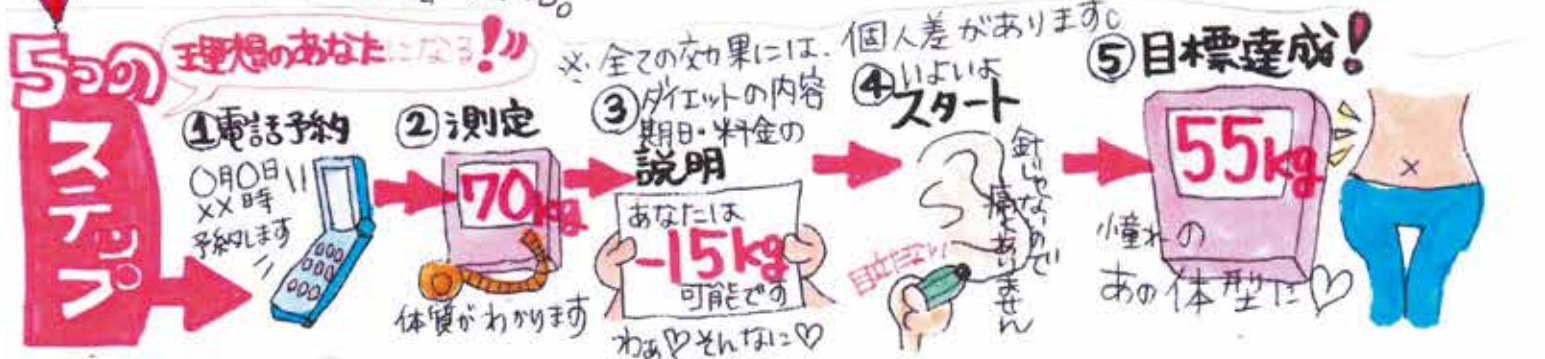 5つの
ステップ
理想のあなたになる!!
※全ての効果には、個人差があります。
①電話予約
〇月〇日
××時
予約します
②測定
70kg
体質がわかります
③ダイエットの内容
期日・料金の
説明
あなたは
-15kg
可能です
わぁ♡そんなに♡
④いよいよ
スタート
針じゃないので
痛くありません
目立たない
⑤目標達成!
55kg
憧れの
あの体型に♡